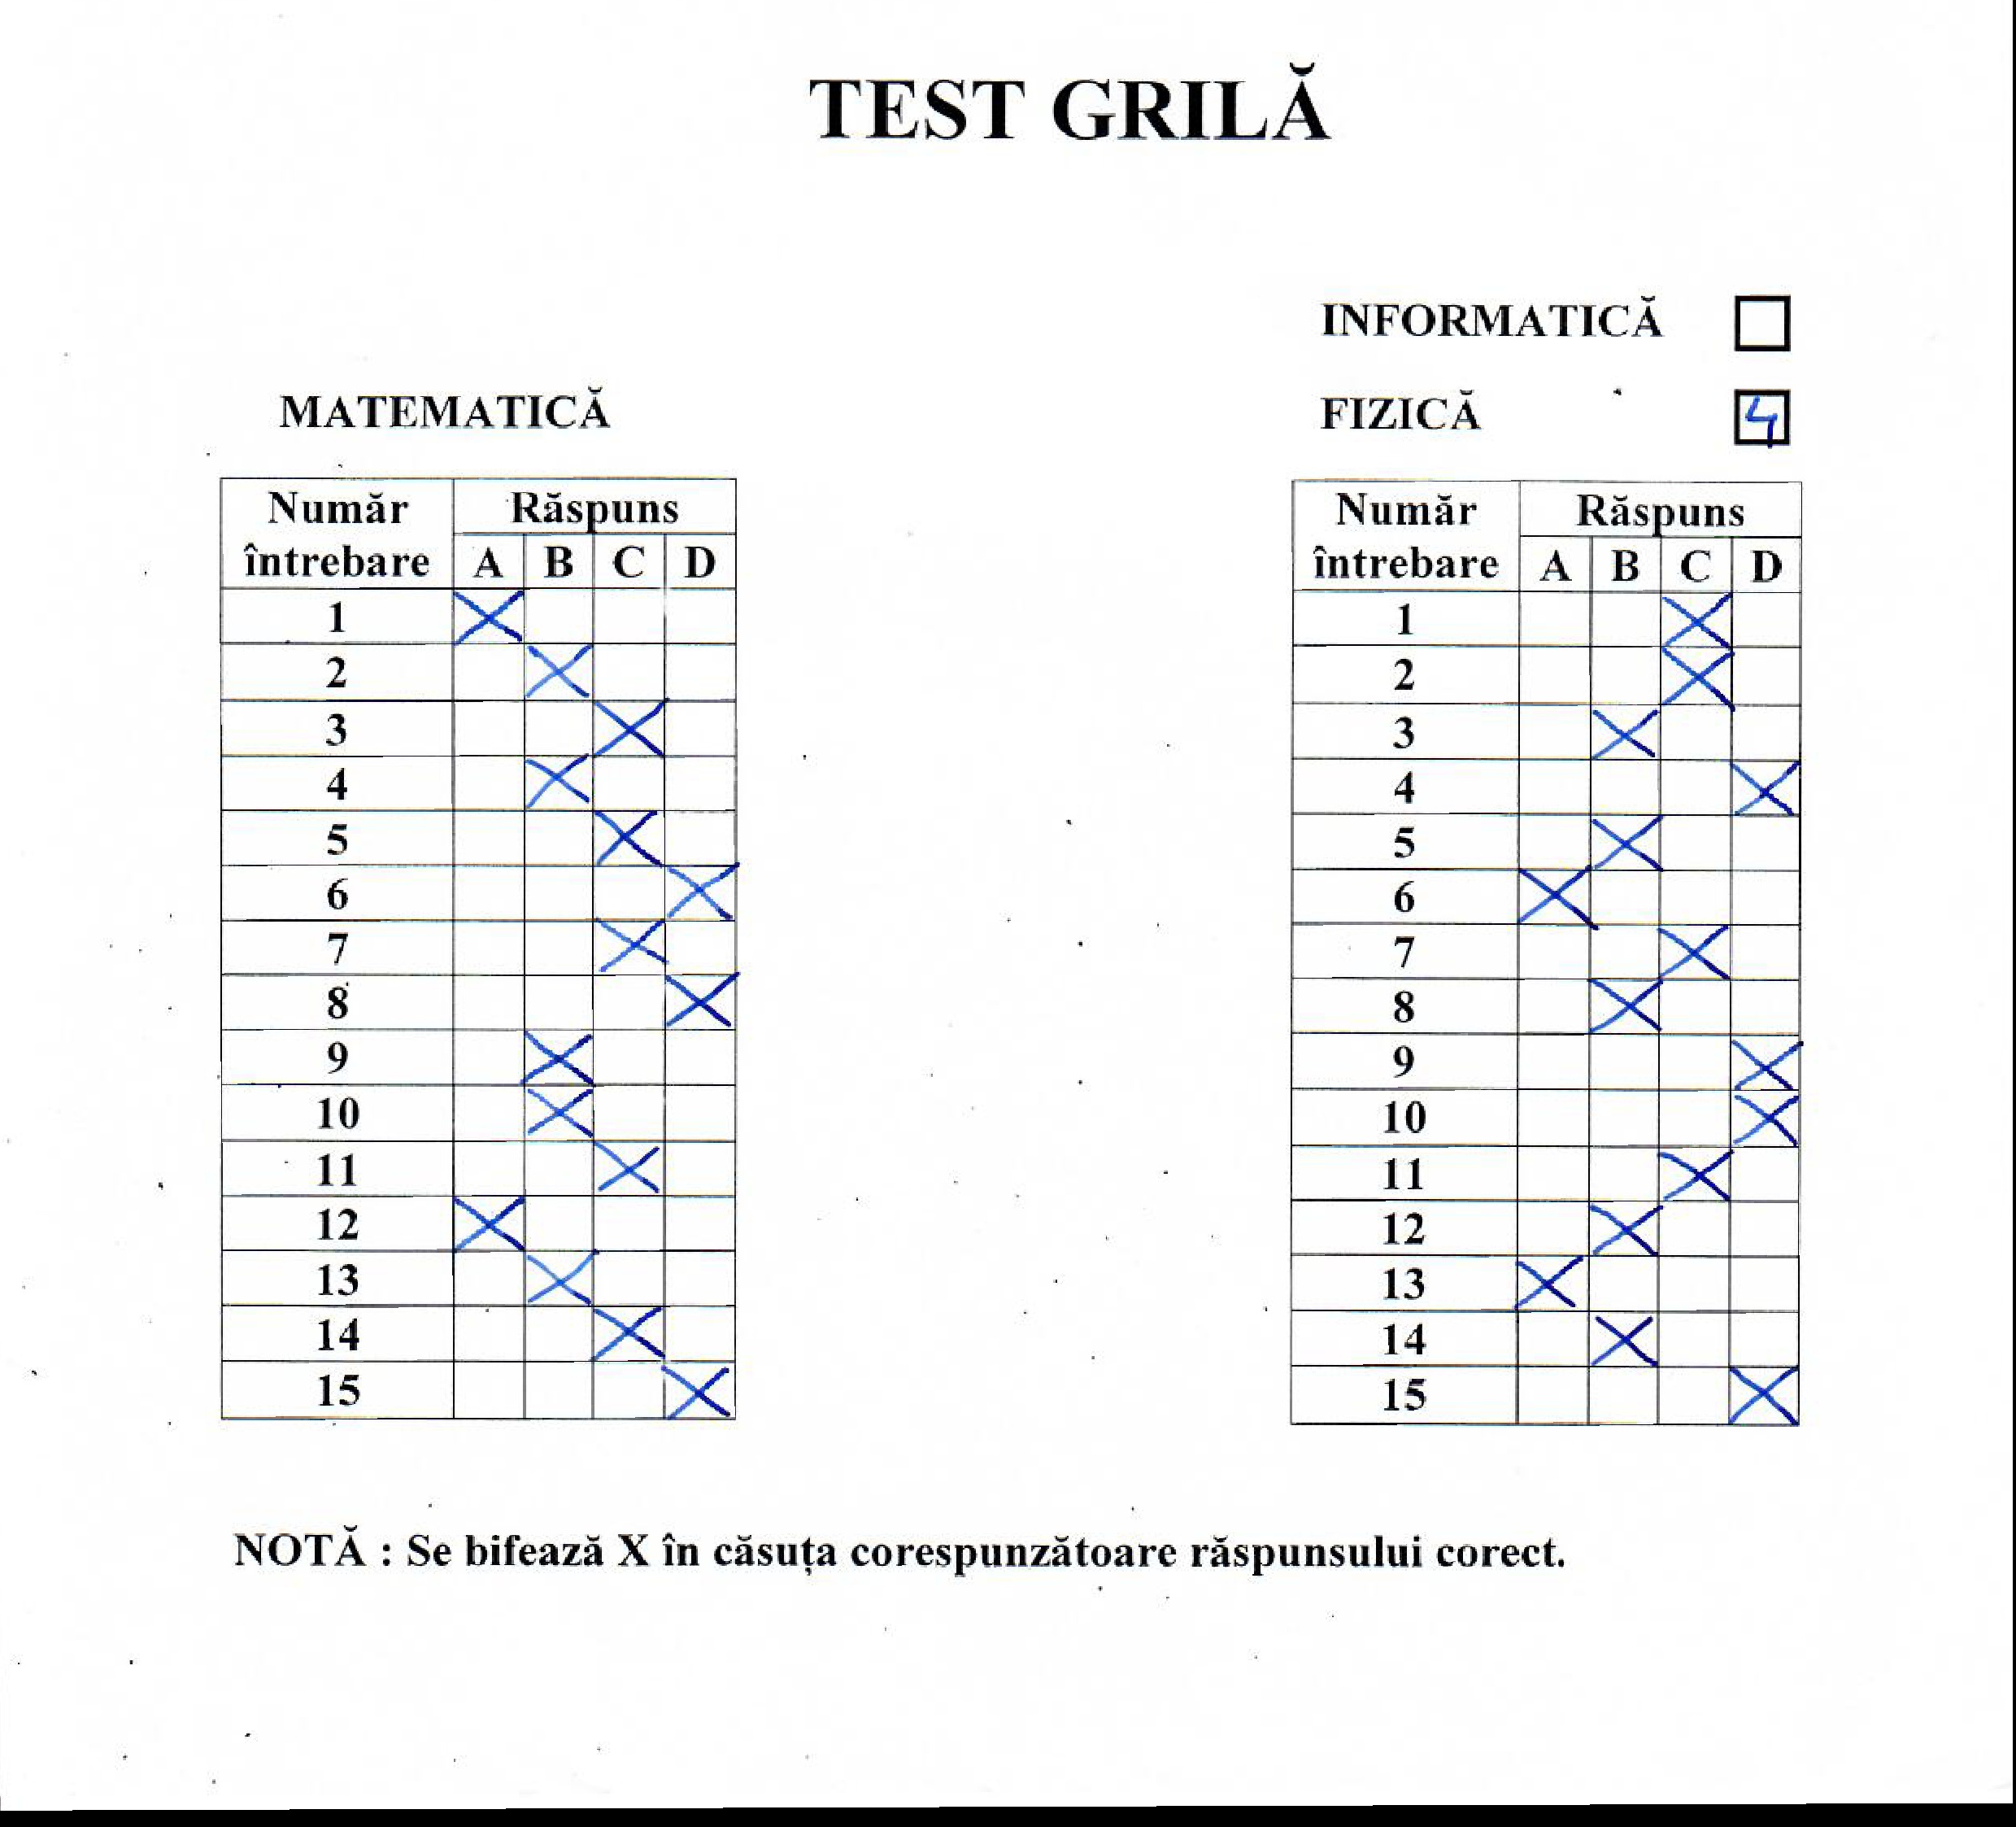 TEST GRILĂ
INFORMATICĂ
MATEMATICĂ
FIZICĂ 4
Număr întrebare Răspuns
A B C D
1 X
2 X
3 X
4 X
5 X
6 X
7 X
8 X
9 X
10 X
11 X
12 X
13 X
14 X
15 X
Număr întrebare Răspuns
A B C D
1 X
2 X
3 X
4 X
5 X
6 X
7 X
8 X
9 X
10 X
11 X
12 X
13 X
14 X
15 X
NOTĂ : Se bifează X în căsuța corespunzătoare răspunsului corect.